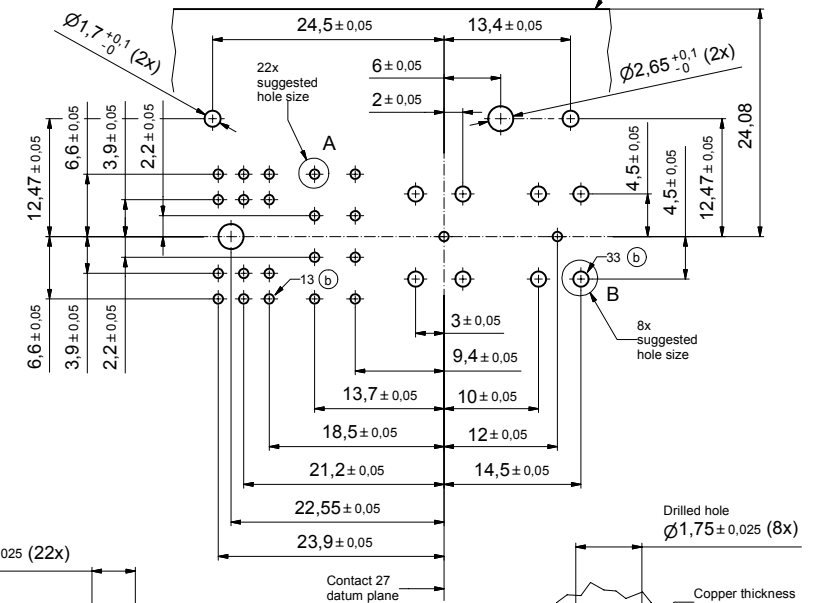 24,5 ± 0,05
13,4 ± 0,05
Ø1,7 +0,1 -0 (2x)
22x
suggested
hole size
6 ± 0,05
Ø2,65 +0,1 -0 (2x)
2 ± 0,05
24,08
A
12,47 ± 0,05
6,6 ± 0,05
3,9 ± 0,05
2,2 ± 0,05
4,5 ± 0,05
4,5 ± 0,05
12,47 ± 0,05
13 b
33 b
B
6,6 ± 0,05
3,9 ± 0,05
2,2 ± 0,05
3 ± 0,05
8x
suggested
hole size
9,4 ± 0,05
13,7 ± 0,05
10 ± 0,05
18,5 ± 0,05
12 ± 0,05
21,2 ± 0,05
14,5 ± 0,05
22,55 ± 0,05
23,9 ± 0,05
025 (22x)
Drilled hole
Ø1,75 ± 0,025 (8x)
Contact 27
datum plane
Copper thickness